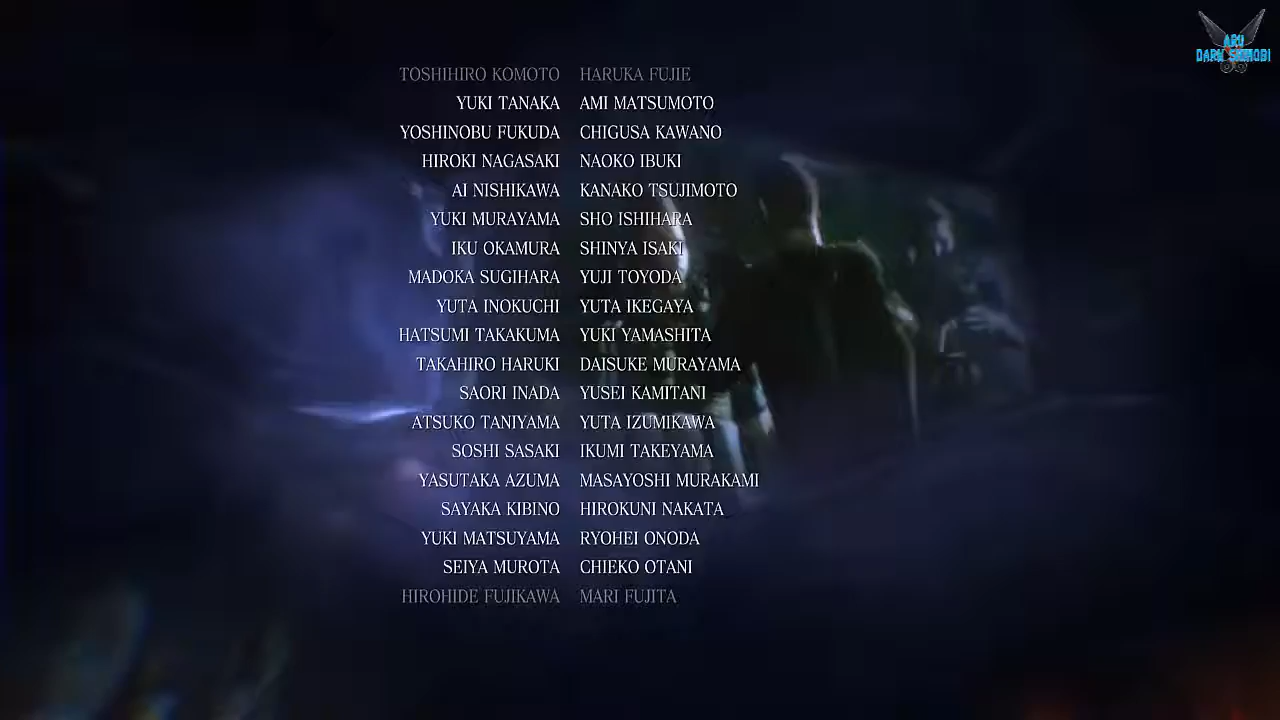 TOSHIHIRO KOMOTO HARUKA FUJIE
YUKI TANAKA AMI MATSUMOTO
YOSHINOBU FUKUDA CHIGUSA KAWANO
HIROKI NAGASAKI NAOKO IBUKI
AI NISHIKAWA KANAKO TSUJIMOTO
YUKI MURAYAMA SHO ISHIHARA
IKU OKAMURA SHINYA ISAKI
MADOKA SUGIHARA YUJI TOYODA
YUTA INOKUCHI YUTA IKEGAYA
HATSUMI TAKAKUMA YUKI YAMASHITA
TAKAHIRO HARUKI DAISUKE MURAYAMA
SAORI INADA YUSEI KAMITANI
ATSUKO TANIYAMA YUTA IZUMIKAWA
SOSHI SASAKI IKUMI TAKEYAMA
YASUTAKA AZUMA MASAYOSHI MURAKAMI
SAYAKA KIBINO HIROKUNI NAKATA
YUKI MATSUYAMA RYOHEI ONODA
SEIYA MUROTA CHIEKO OTANI
HIROHIDE FUJIKAWA MARI FUJITA